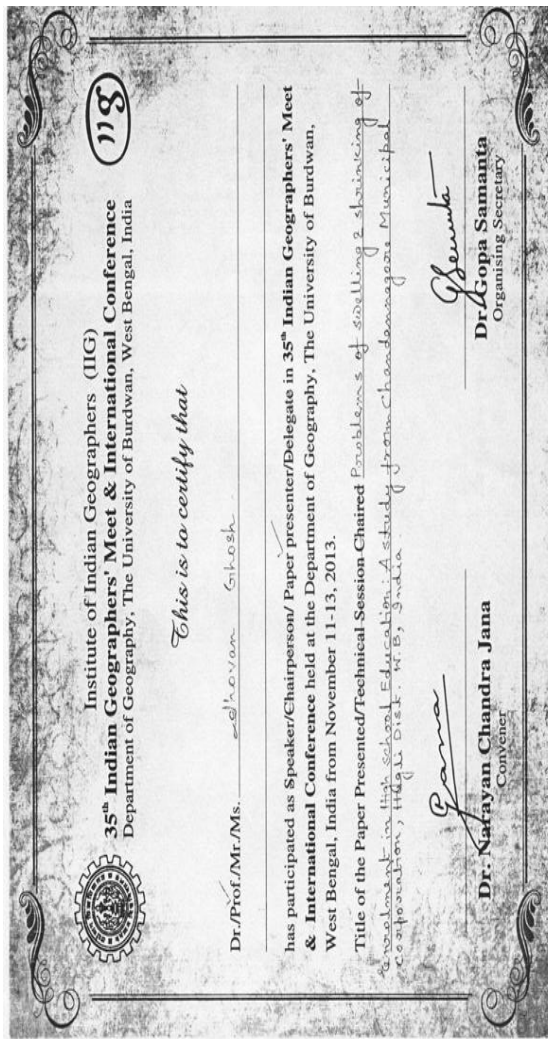 Institute of Indian Geographers (IIG)
35th Indian Geographers' Meet & International Conference
Department of Geography, The University of Burdwan, West Bengal, India
IIG
This is to certify that
Dr./Prof./Mr./Ms. Dhovan Ghosh
has participated as Speaker/Chairperson/ Paper presenter/Delegate in 35th Indian Geographers' Meet
& International Conference held at the Department of Geography, The University of Burdwan,
West Bengal, India from November 11-13, 2013.
Title of the Paper Presented/Technical Session Chaired Problems of swelling & shrinking of
enrolment in High school Education: A study from Chandannagore Municipal
Corporation, Hugli Dist. W.B, India.
Dr. Narayan Chandra Jana
Convener
Dr. Gopa Samanta
Organising Secretary